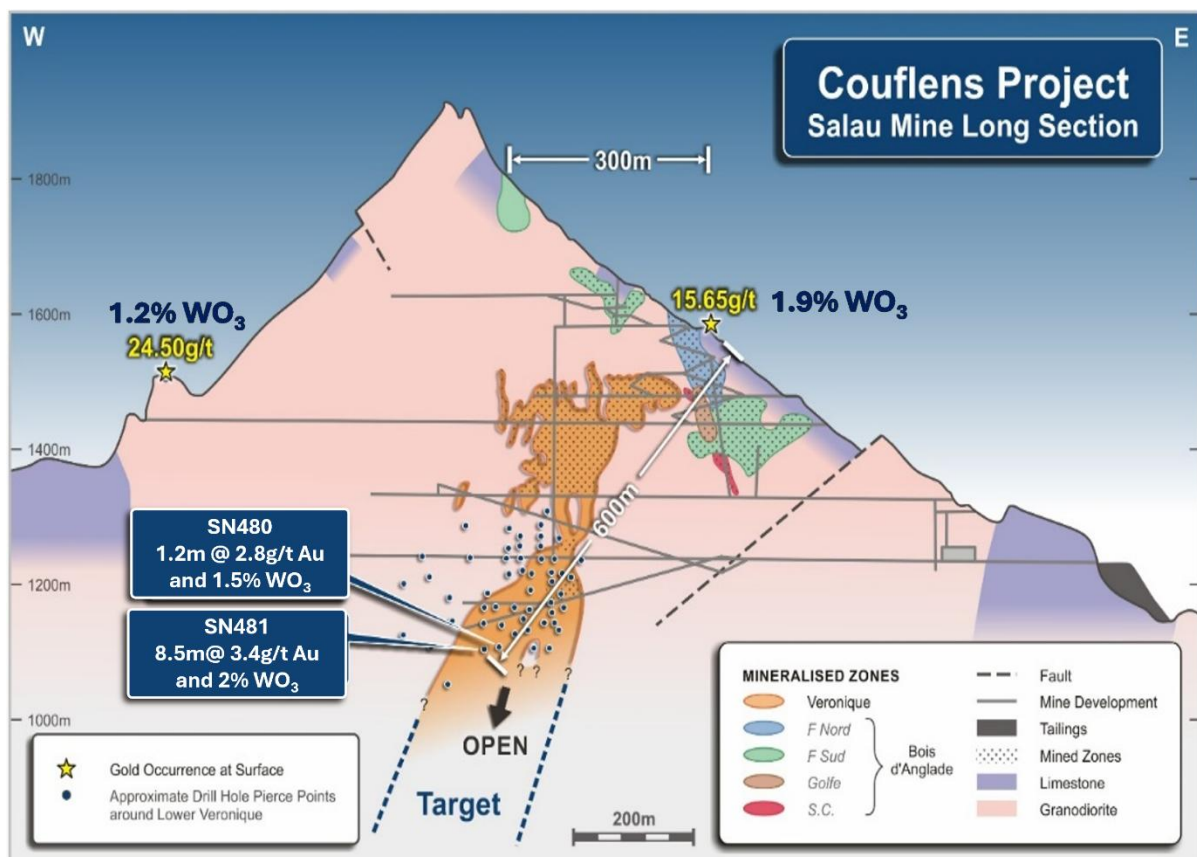 W
E
Couflens Project
Salau Mine Long Section
300m
1800m
1600m
1400m
1200m
1000m
1.2% WO₃
24.50g/t
15.65g/t
1.9% WO₃
600m
SN480
1.2m @ 2.8g/t Au
and 1.5% WO₃
SN481
8.5m@ 3.4g/t Au
and 2% WO₃
? ? ? ?
OPEN
Target
200m
Gold Occurrence at Surface
Approximate Drill Hole Pierce Points
around Lower Veronique
MINERALISED ZONES
Veronique
F Nord
F Sud
Golfe
S.C.
Bois
d'Anglade
Fault
Mine Development
Tailings
Mined Zones
Limestone
Granodiorite